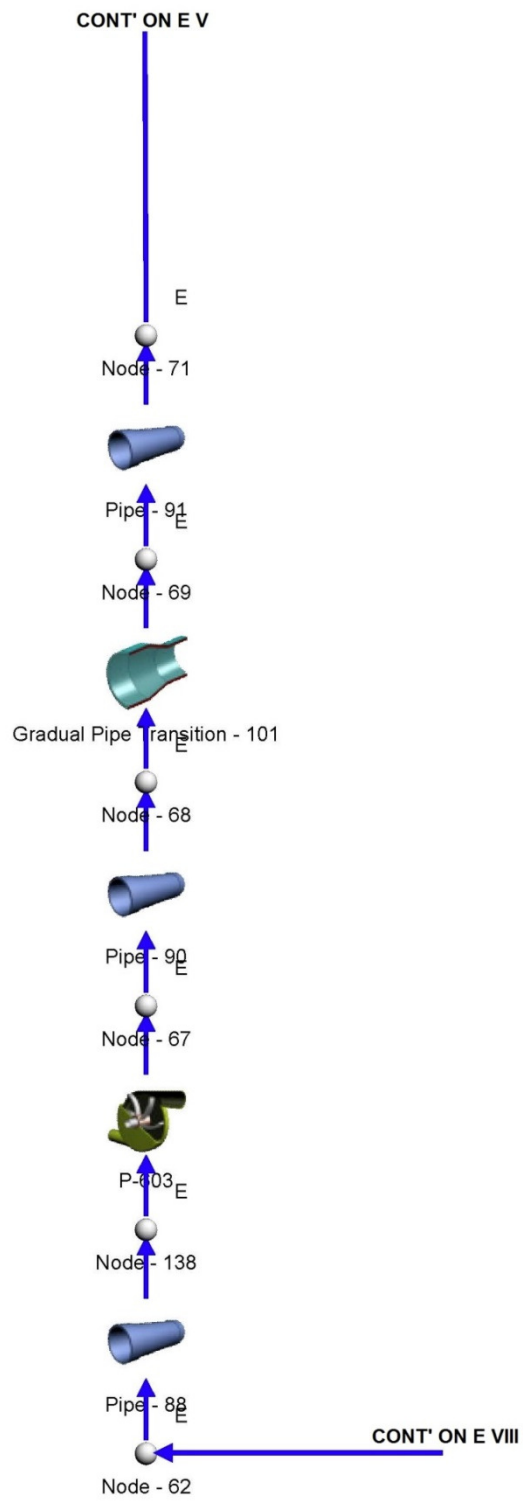 CONT' ON E V
E
Node - 71
Pipe - 91
E
Node - 69
Gradual Pipe Transition - 101
E
Node - 68
Pipe - 90
E
Node - 67
P-603
E
Node - 138
Pipe - 88
E
CONT' ON E VIII
Node - 62